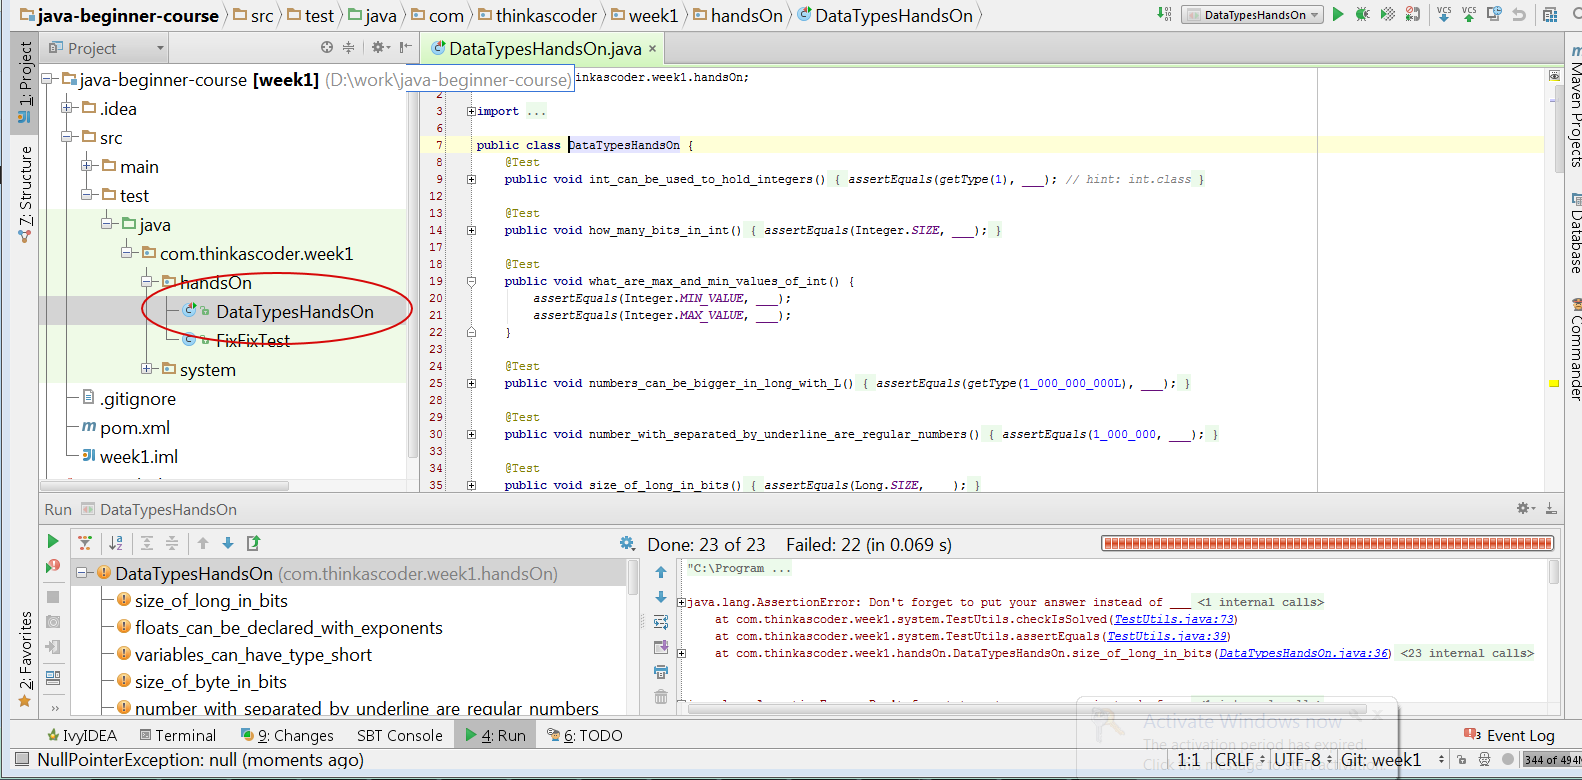 java-beginner-course src test java com thinkascoder week1 handsOn DataTypesHandsOn
DataTypesHandsOn VCS VCS
1: Project
Z: Structure
2: Favorites
Project
DataTypesHandsOn.java ×
java-beginner-course [week1] (D:\work\java-beginner-course)
.idea
src
main
test
java
com.thinkascoder.week1
handsOn
DataTypesHandsOn
FixFixTest
system
.gitignore
pom.xml
week1.iml
nkascoder.week1.handsOn;
2
3 import ...
6
7 public class DataTypesHandsOn {
8 @Test
9 public void int_can_be_used_to_hold_integers() { assertEquals(getType(1), ___); // hint: int.class }
12
13 @Test
14 public void how_many_bits_in_int() { assertEquals(Integer.SIZE, ___); }
17
18 @Test
19 public void what_are_max_and_min_values_of_int() {
20 assertEquals(Integer.MIN_VALUE, ___);
21 assertEquals(Integer.MAX_VALUE, ___);
22 }
23
24 @Test
25 public void numbers_can_be_bigger_in_long_with_L() { assertEquals(getType(1_000_000_000L), ___); }
28
29 @Test
30 public void number_with_separated_by_underline_are_regular_numbers() { assertEquals(1_000_000, ___); }
33
34 @Test
35 public void size_of_long_in_bits() { assertEquals(Long.SIZE, ); }
Maven Projects
Database
Commander
Run DataTypesHandsOn
Done: 23 of 23 Failed: 22 (in 0.069 s)
DataTypesHandsOn (com.thinkascoder.week1.handsOn)
size_of_long_in_bits
floats_can_be_declared_with_exponents
variables_can_have_type_short
size_of_byte_in_bits
number_with_separated_by_underline_are_regular_numbers
"C:\Program ...
java.lang.AssertionError: Don't forget to put your answer instead of ___ <1 internal calls>
at com.thinkascoder.week1.system.TestUtils.checkIsSolved(TestUtils.java:73)
at com.thinkascoder.week1.system.TestUtils.assertEquals(TestUtils.java:39)
at com.thinkascoder.week1.handsOn.DataTypesHandsOn.size_of_long_in_bits(DataTypesHandsOn.java:36) <23 internal calls>
Activate Windows now
The activation period has expired.
Click this message to start activation.
IvyIDEA Terminal 9: Changes SBT Console 4: Run 6: TODO Event Log
NullPointerException: null (moments ago) 1:1 CRLF UTF-8 Git: week1 344 of 494M